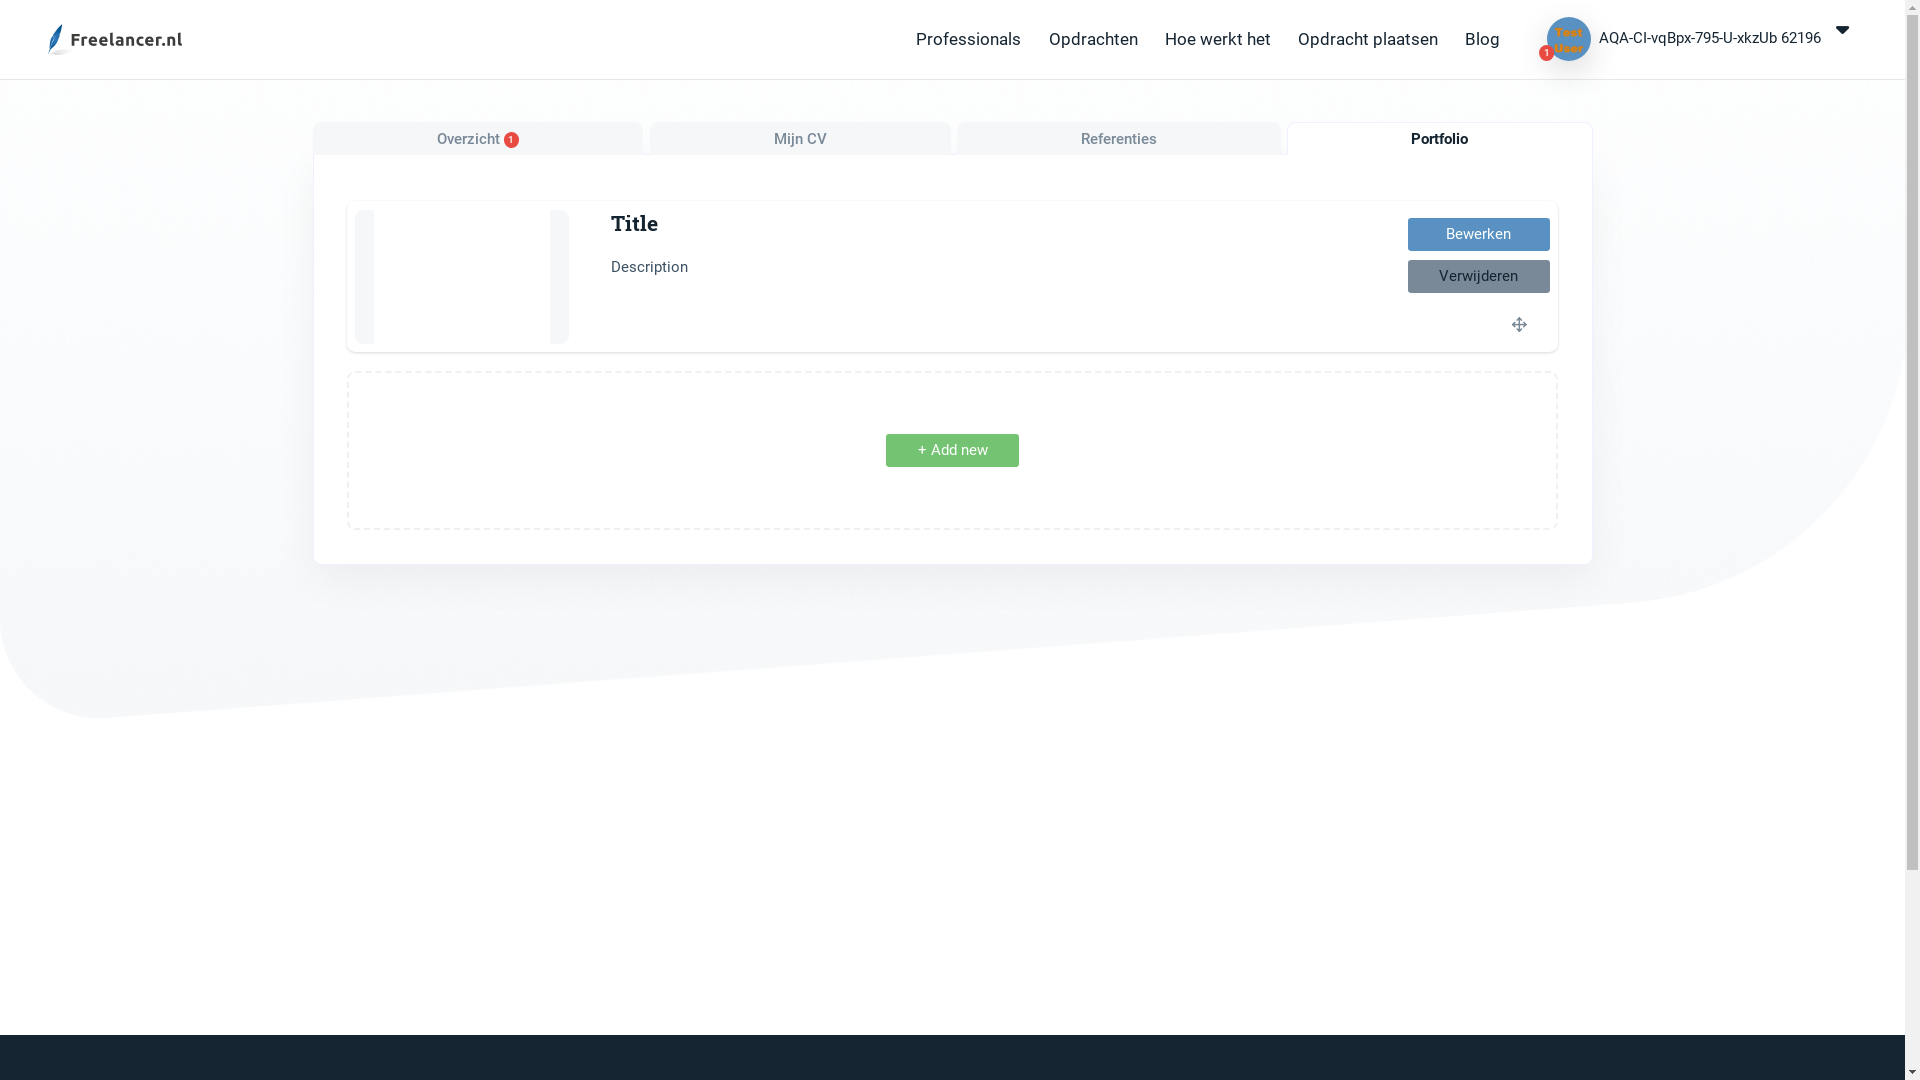 Freelancer.nl
Professionals
Opdrachten
Hoe werkt het
Opdracht plaatsen
Blog
Test
User
1
AQA-CI-vqBpx-795-U-xkzUb 62196
Overzicht 1
Mijn CV
Referenties
Portfolio
Title
Description
Bewerken
Verwijderen
+ Add new